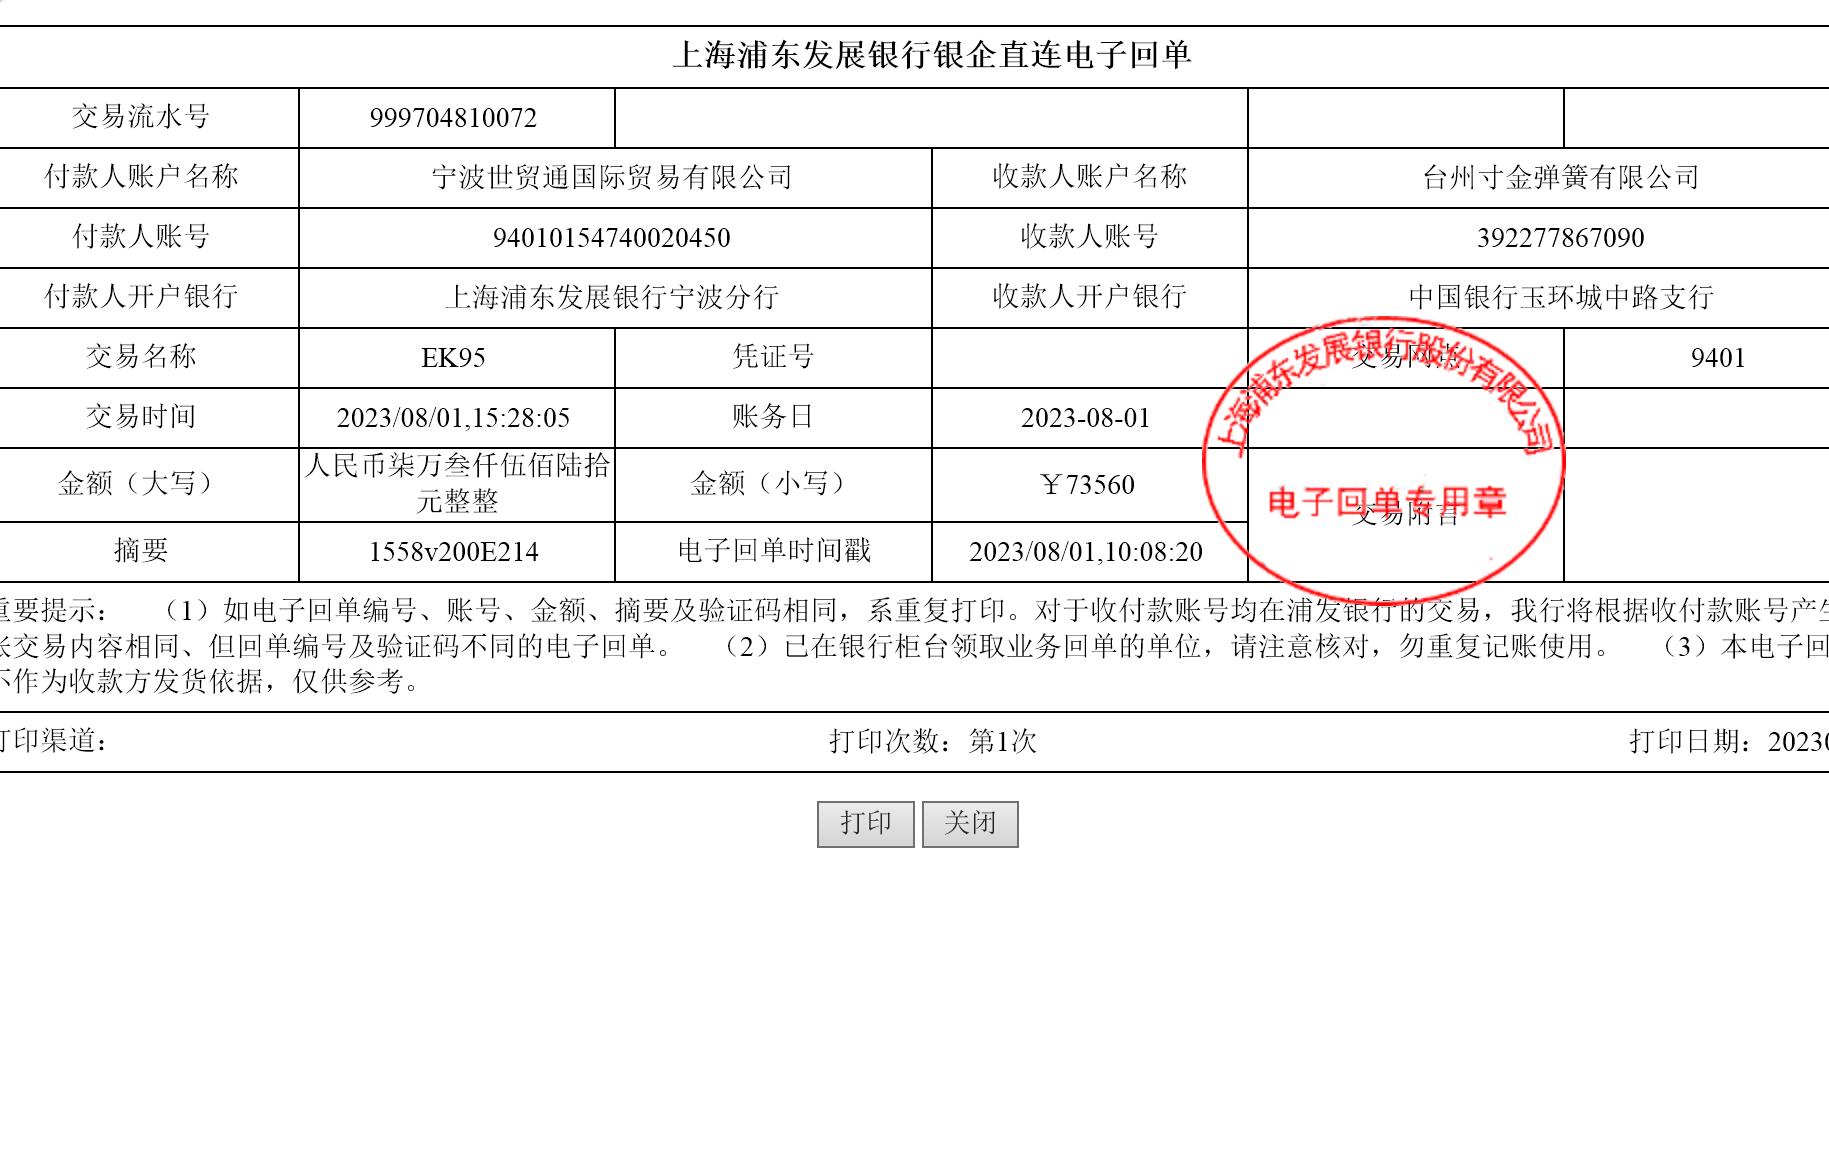 上海浦东发展银行银企直连电子回单
交易流水号 999704810072
付款人账户名称 宁波世贸通国际贸易有限公司 收款人账户名称 台州寸金弹簧有限公司
付款人账号 94010154740020450 收款人账号 392277867090
付款人开户银行 上海浦东发展银行宁波分行 收款人开户银行 中国银行玉环城中路支行
交易名称 EK95 凭证号 交易网点 9401
上海浦东发展银行股份有限公司
交易时间 2023/08/01,15:28:05 账务日 2023-08-01
金额（大写） 人民币柒万叁仟伍佰陆拾
元整整 金额（小写） ￥73560
电子回单专用章
交易附言
摘要 1558v200E214 电子回单时间戳 2023/08/01,10:08:20
重要提示： （1）如电子回单编号、账号、金额、摘要及验证码相同，系重复打印。对于收付款账号均在浦发银行的交易，我行将根据收付款账号产生
张交易内容相同、但回单编号及验证码不同的电子回单。 （2）已在银行柜台领取业务回单的单位，请注意核对，勿重复记账使用。 （3）本电子回
不作为收款方发货依据，仅供参考。
打印渠道： 打印次数：第1次 打印日期：2023
打印 关闭